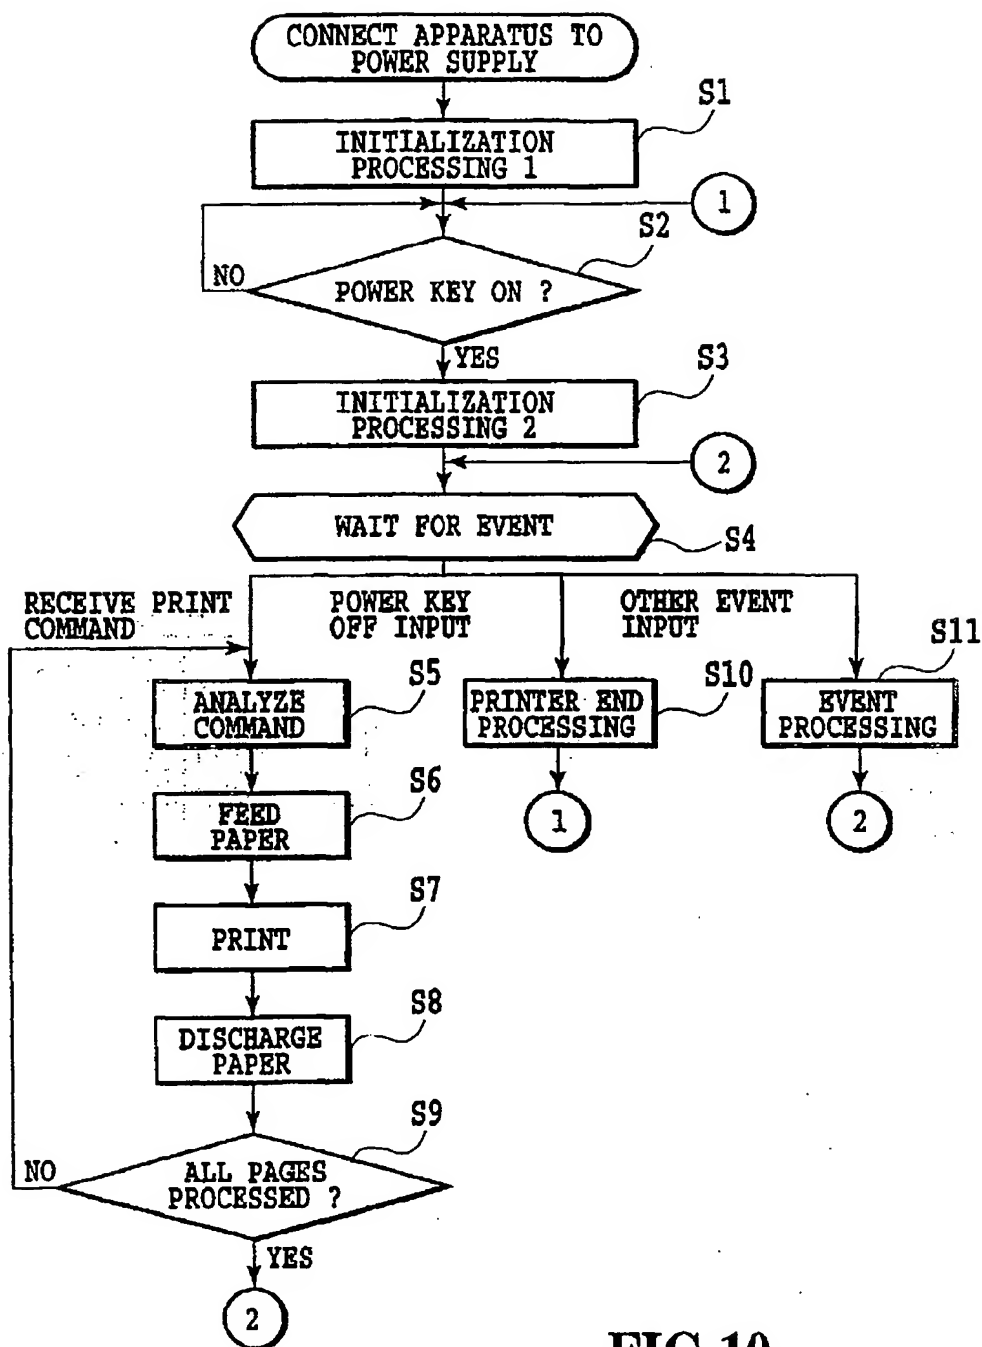 CONNECT APPARATUS TO
POWER SUPPLY
S1
INITIALIZATION
PROCESSING 1
1
S2
NO
POWER KEY ON ?
YES
S3
INITIALIZATION
PROCESSING 2
2
WAIT FOR EVENT
S4
RECEIVE PRINT
COMMAND
POWER KEY
OFF INPUT
OTHER EVENT
INPUT
S5
S10
S11
ANALYZE
COMMAND
PRINTER END
PROCESSING
EVENT
PROCESSING
S6
FEED
PAPER
1
2
S7
PRINT
S8
DISCHARGE
PAPER
S9
NO
ALL PAGES
PROCESSED ?
YES
2
FIG.10